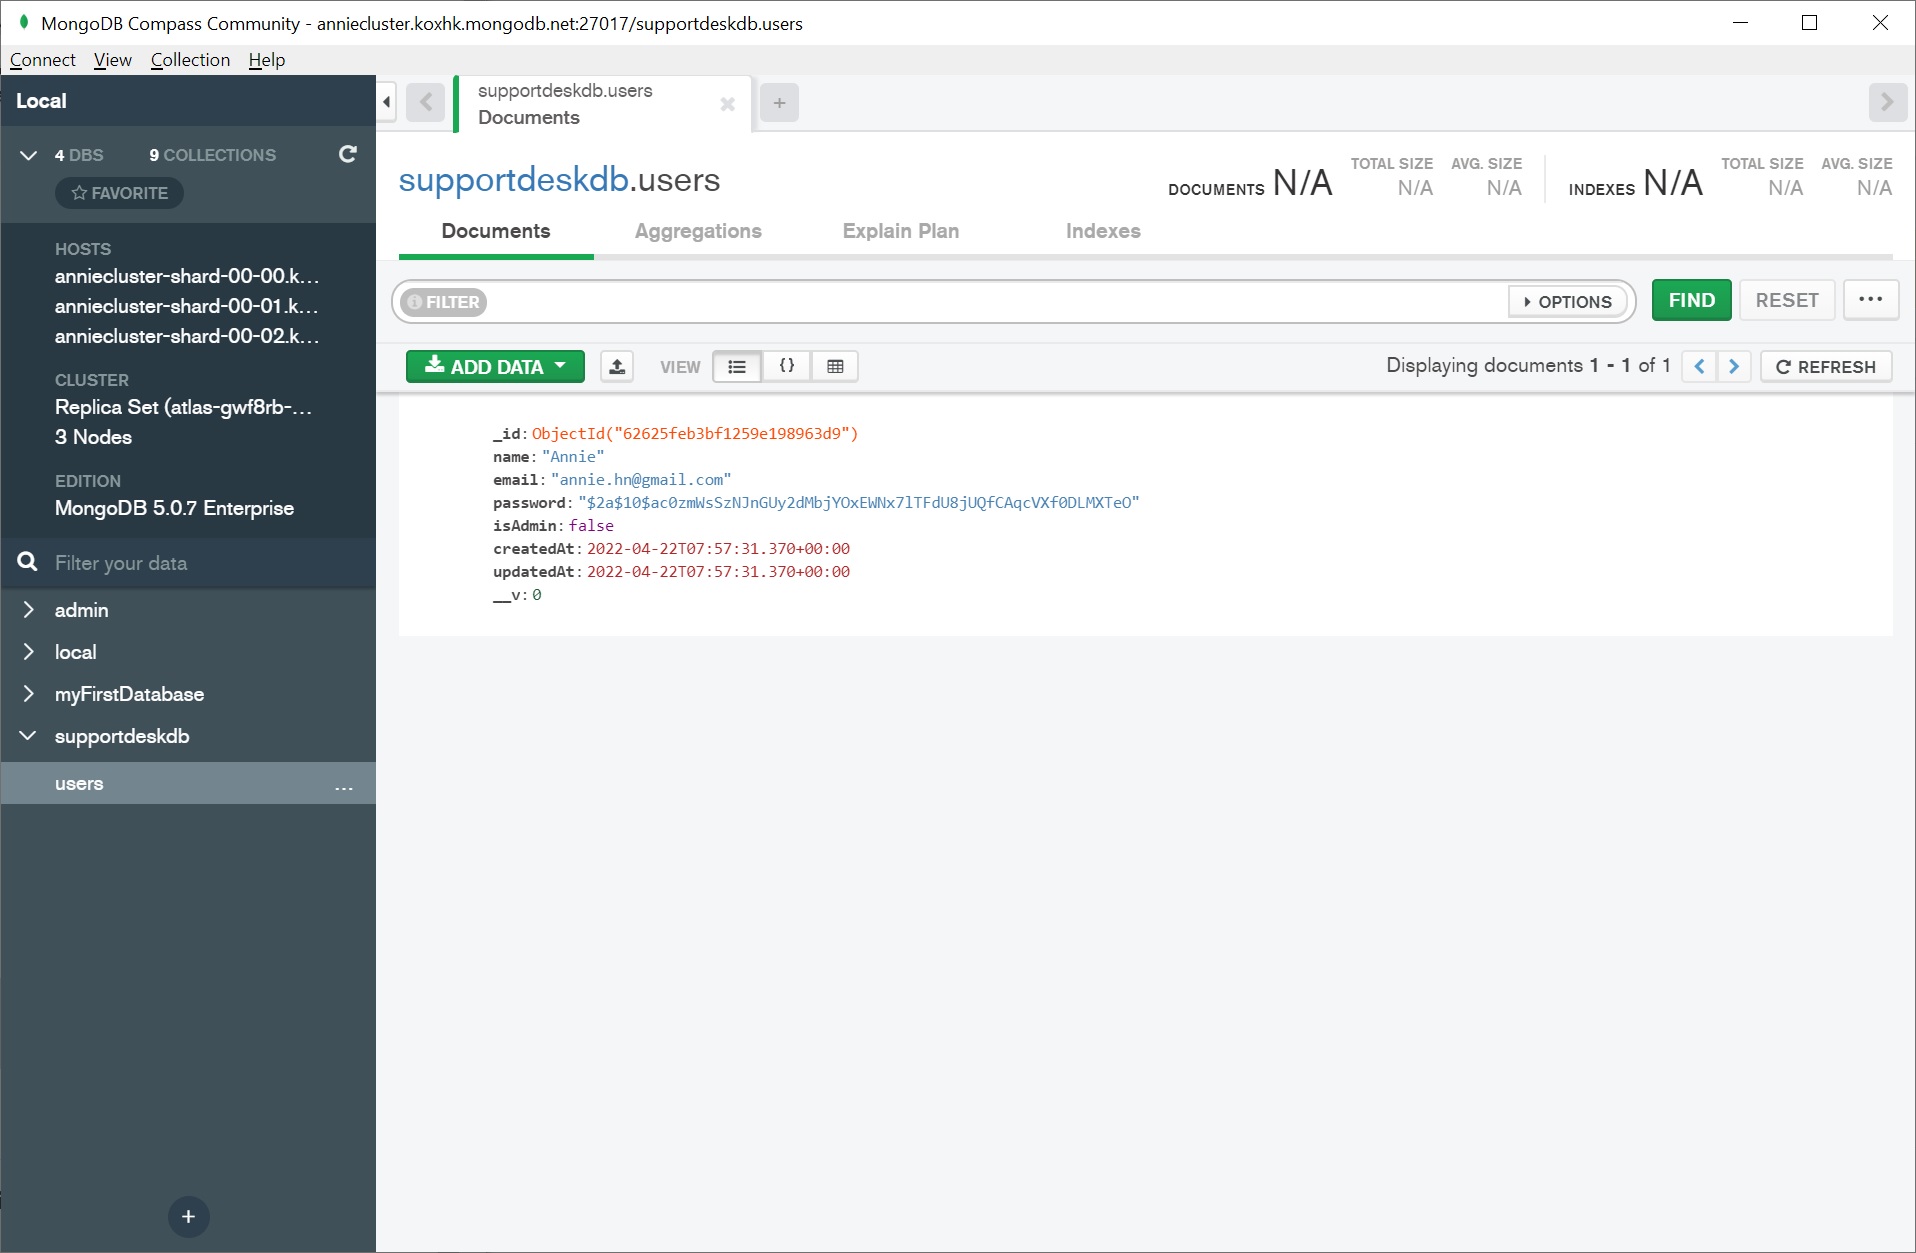 MongoDB Compass Community - anniecluster.koxhk.mongodb.net:27017/supportdeskdb.users
Connect View Collection Help
Local
4 DBS 9 COLLECTIONS
FAVORITE
HOSTS
anniecluster-shard-00-00.k...
anniecluster-shard-00-01.k...
anniecluster-shard-00-02.k...
CLUSTER
Replica Set (atlas-gwf8rb-...
3 Nodes
EDITION
MongoDB 5.0.7 Enterprise
Filter your data
admin
local
myFirstDatabase
supportdeskdb
users ...
supportdeskdb.users
Documents
supportdeskdb.users
DOCUMENTS N/A TOTAL SIZE N/A AVG. SIZE N/A INDEXES N/A TOTAL SIZE N/A AVG. SIZE N/A
Documents Aggregations Explain Plan Indexes
FILTER OPTIONS FIND RESET ...
ADD DATA VIEW {} Displaying documents 1 - 1 of 1 REFRESH
_id: ObjectId("62625feb3bf1259e198963d9")
name: "Annie"
email: "annie.hn@gmail.com"
password: "$2a$10$ac0zmWsSzNJnGUy2dMbjYOxEWNx7lTFdU8jUQfCAqcVXf0DLMXTeO"
isAdmin: false
createdAt: 2022-04-22T07:57:31.370+00:00
updatedAt: 2022-04-22T07:57:31.370+00:00
__v: 0